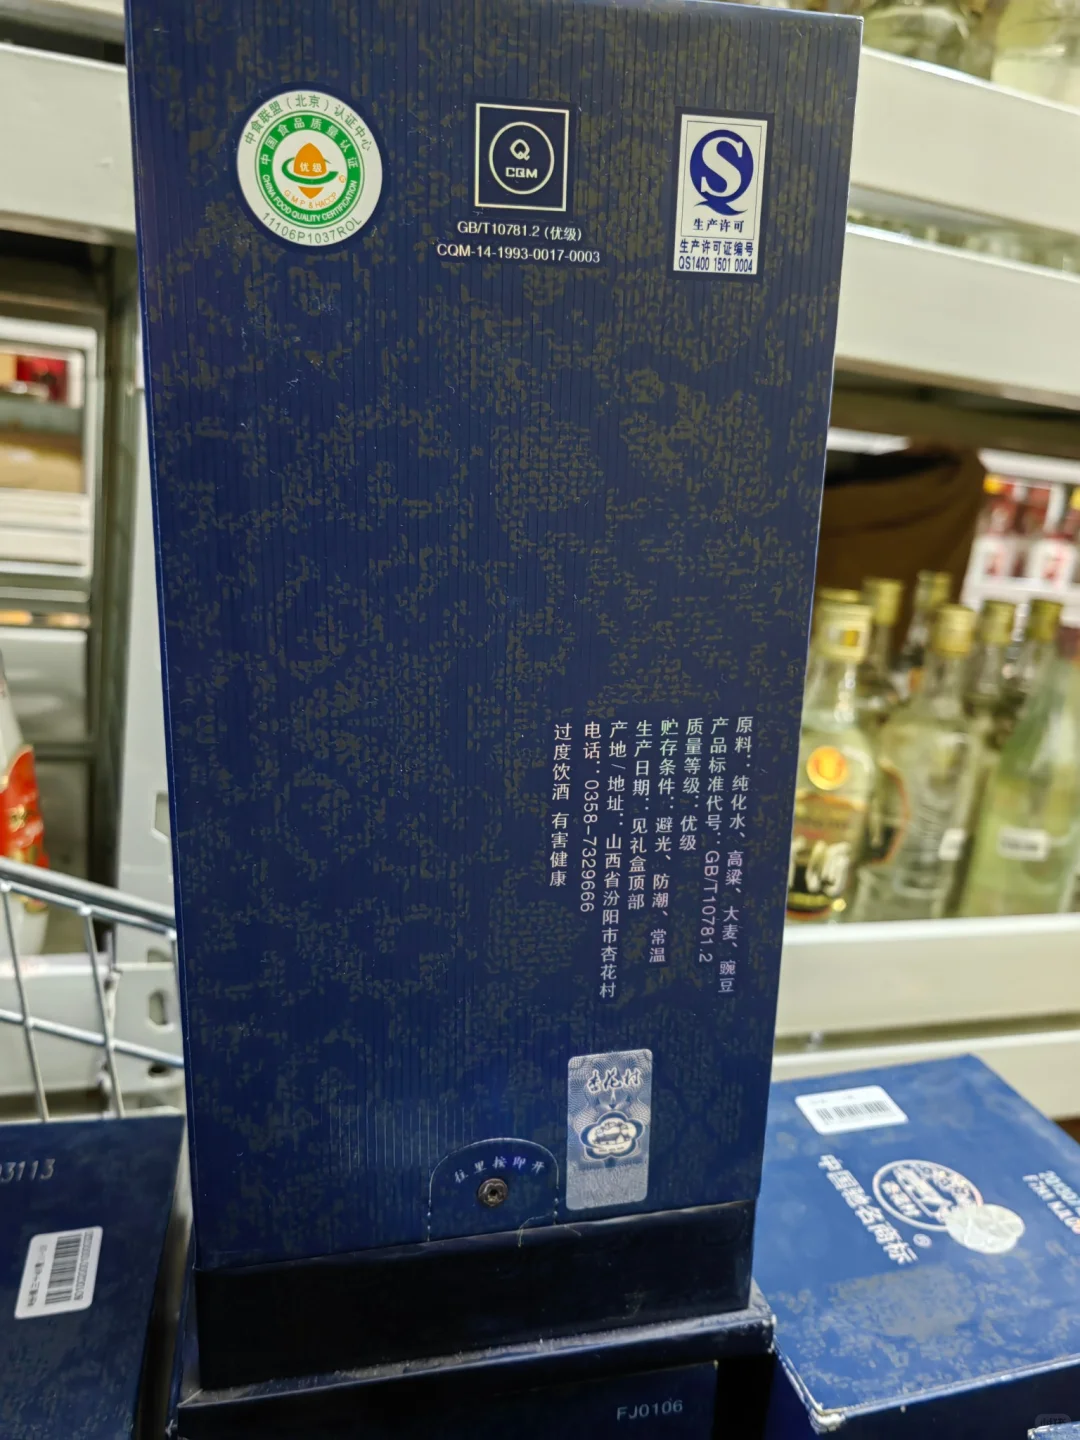 中食联盟（北京）认证中心
中国食品质量认证
优级
G.M.P & HACCP
CHINA FOOD QUALITY CERTIFICATION
11106P1037ROL
Q
CQM
GB/T10781.2 (优级)
CQM-14-1993-0017-0003
S
生产许可
生产许可证编号
QS1400 1501 0004
原料：纯化水、高粱、大麦、豌豆
产品标准代号：GB/T10781.2
质量等级：优级
贮存条件：避光、防潮、常温
生产日期：见礼盒顶部
产地/地址：山西省汾阳市杏花村
电话：0358-7329666
过度饮酒 有害健康
杏花村
往里按即开
3113
中国驰名商标
杏花村
®
FJ0106